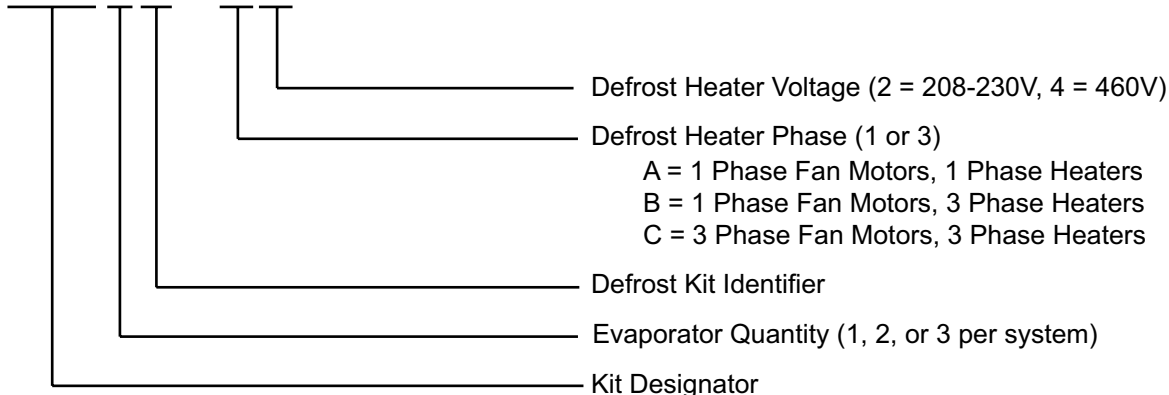 Defrost Heater Voltage (2 = 208-230V, 4 = 460V)
Defrost Heater Phase (1 or 3)
A = 1 Phase Fan Motors, 1 Phase Heaters
B = 1 Phase Fan Motors, 3 Phase Heaters
C = 3 Phase Fan Motors, 3 Phase Heaters
Defrost Kit Identifier
Evaporator Quantity (1, 2, or 3 per system)
Kit Designator